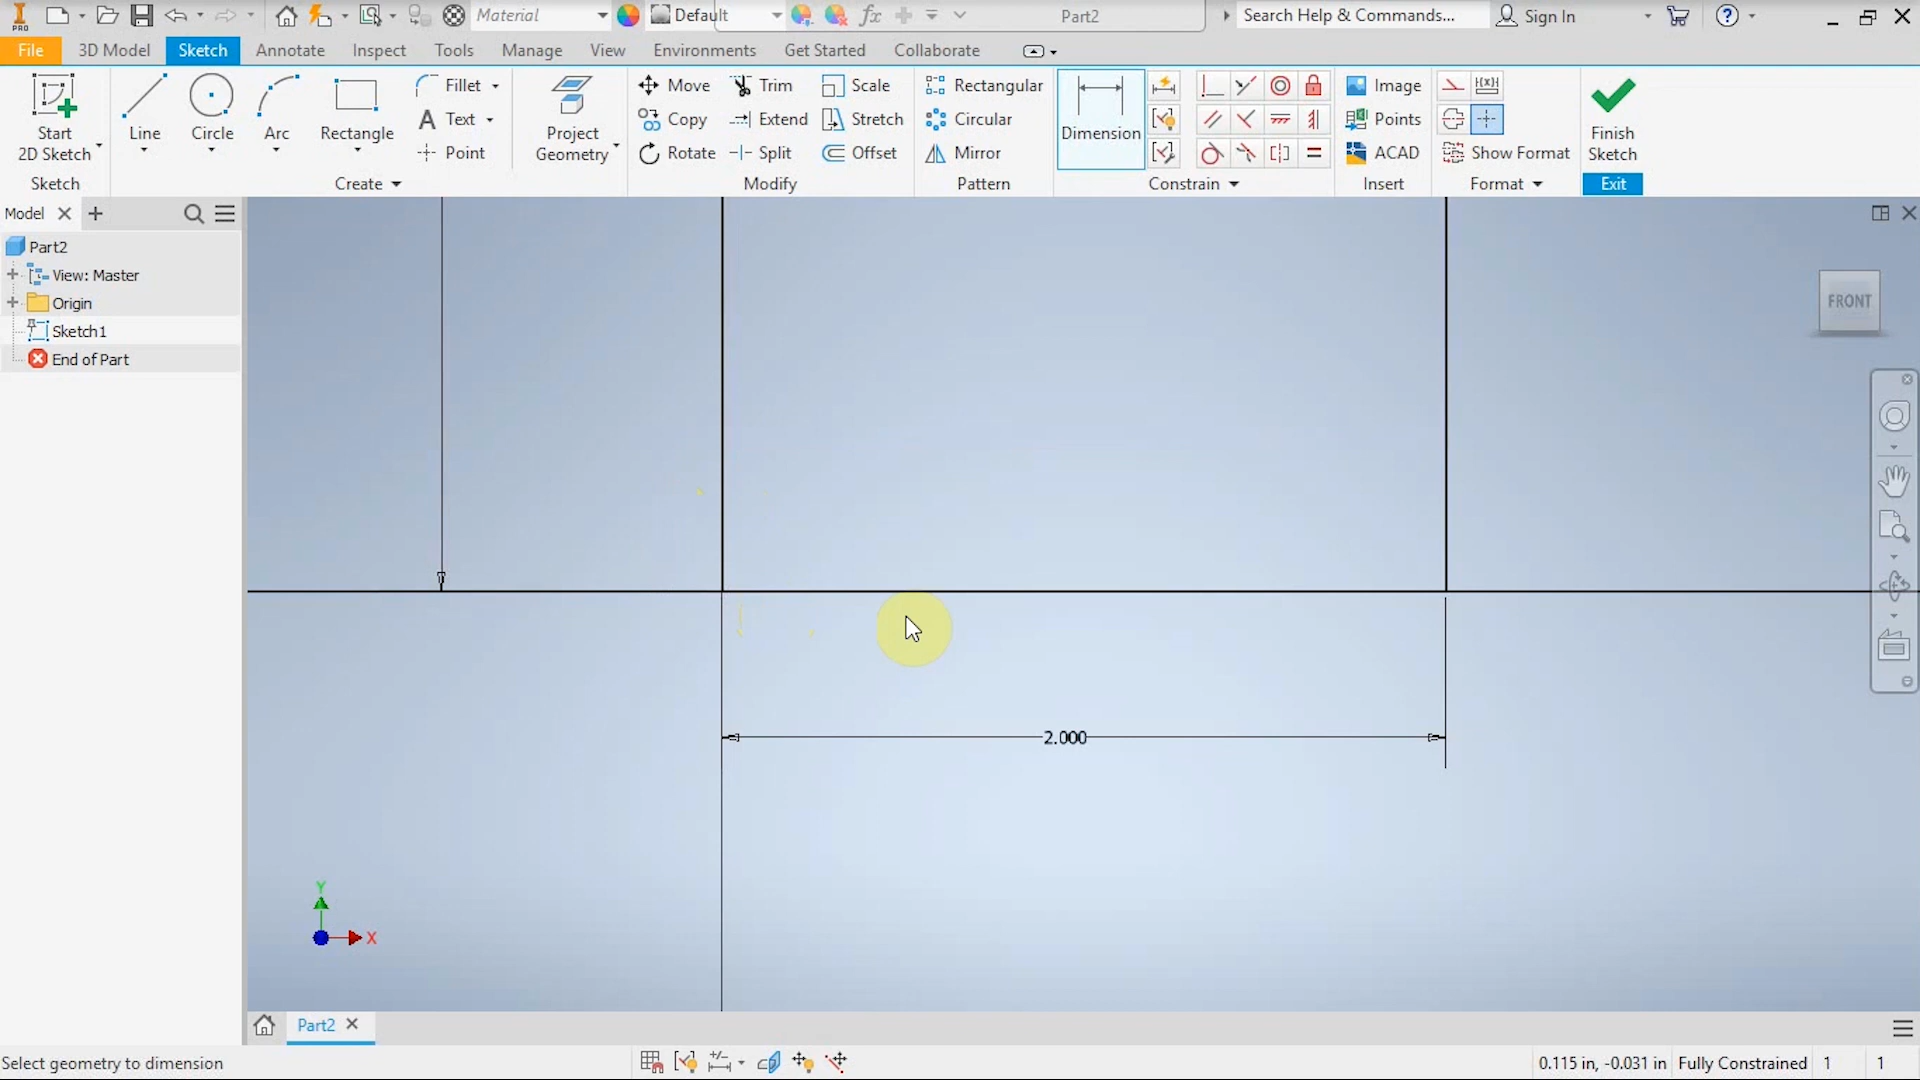 PRO
Material
Default
fx
Part2
Search Help & Commands...
Sign In
?
File
3D Model
Sketch
Annotate
Inspect
Tools
Manage
View
Environments
Get Started
Collaborate
Start
2D Sketch
Line
Circle
Arc
Rectangle
Fillet
A Text
Point
Project
Geometry
Move
Copy
Rotate
Trim
Extend
Split
Scale
Stretch
Offset
Rectangular
Circular
Mirror
Dimension
Image
Points
ACAD
Show Format
Finish
Sketch
Sketch
Create
Modify
Pattern
Constrain
Insert
Format
Exit
Model
Part2
View: Master
Origin
Sketch1
End of Part
FRONT
2.000
Y
X
Part2
Select geometry to dimension
0.115 in, -0.031 in
Fully Constrained
1
1